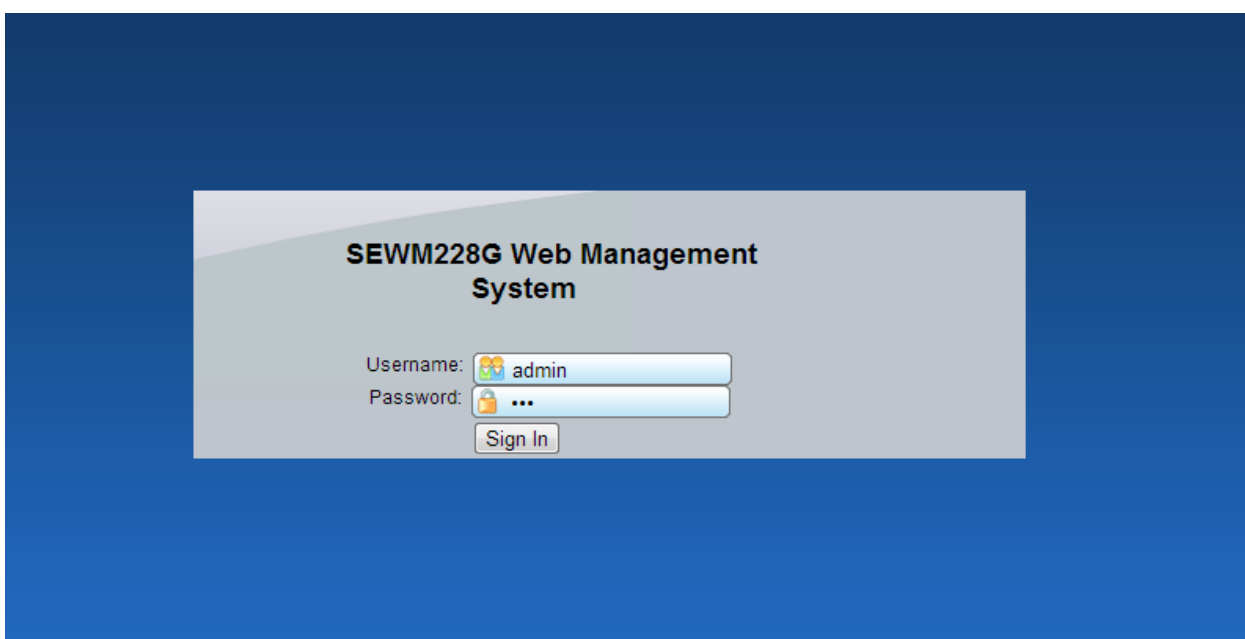 SEWM228G Web Management
System
Username: admin
Password: •••
Sign In